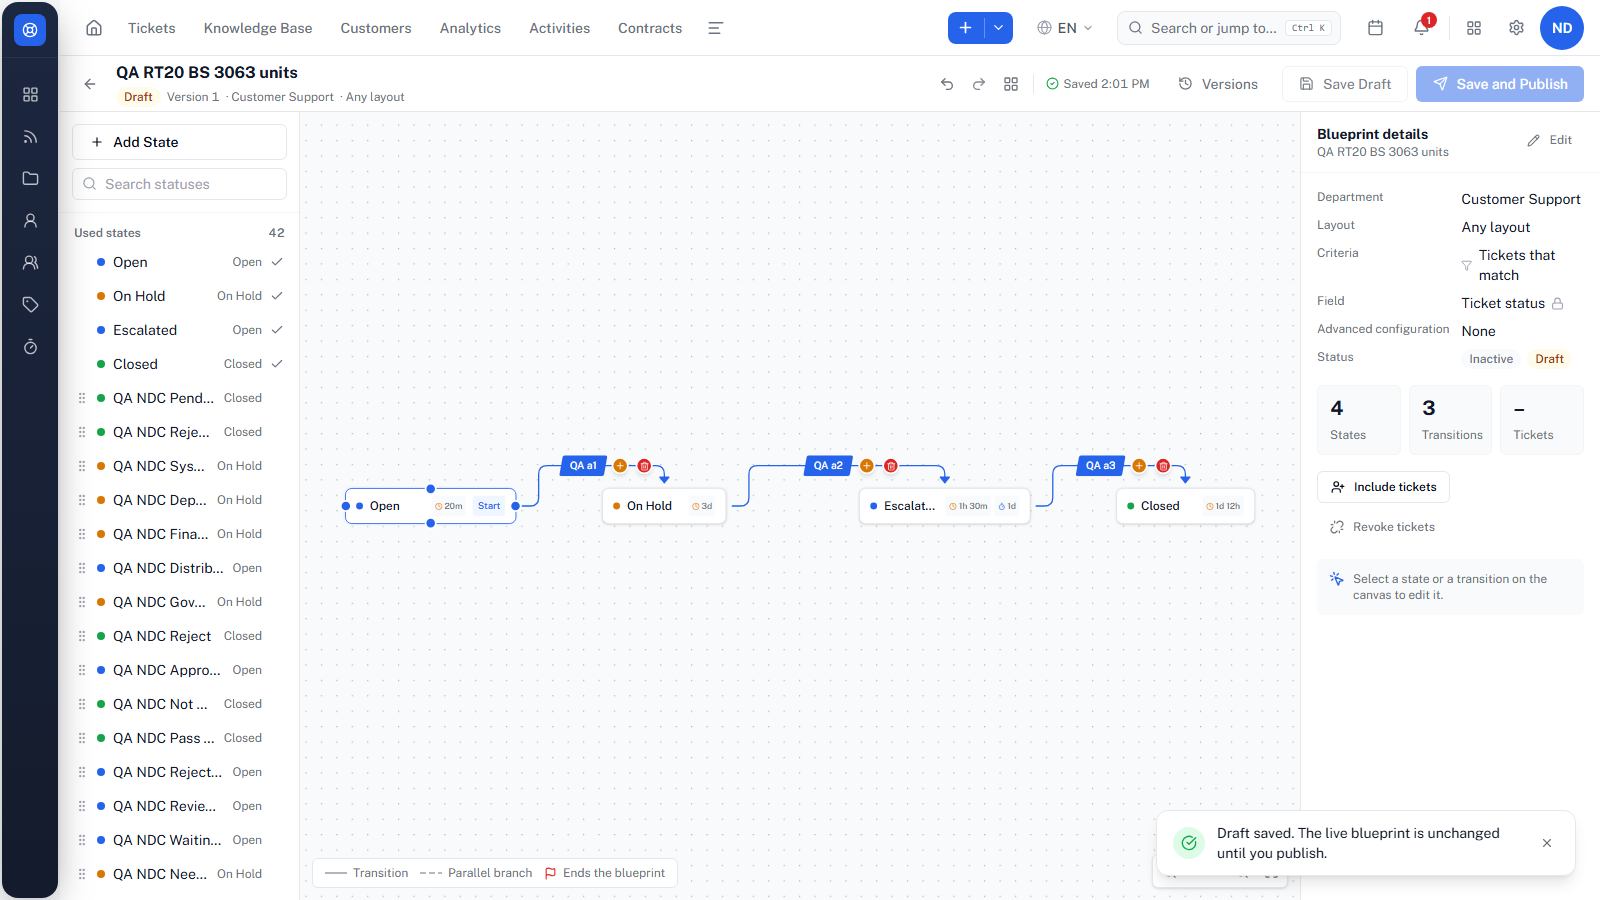 Tickets
Knowledge Base
Customers
Analytics
Activities
Contracts
EN
Search or jump to...
Ctrl K
1
ND
QA RT20 BS 3063 units
Draft
Version 1 · Customer Support · Any layout
Saved 2:01 PM
Versions
Save Draft
Save and Publish
Add State
Search statuses
Used states 42
Open Open
On Hold On Hold
Escalated Open
Closed Closed
QA NDC Pend... Closed
QA NDC Reje... Closed
QA NDC Sys... On Hold
QA NDC Dep... On Hold
QA NDC Fina... On Hold
QA NDC Distrib... Open
QA NDC Gov... On Hold
QA NDC Reject Closed
QA NDC Appro... Open
QA NDC Not ... Closed
QA NDC Pass ... Closed
QA NDC Reject... Open
QA NDC Revie... Open
QA NDC Waitin... Open
QA NDC Nee... On Hold
QA a1
QA a2
QA a3
Open 20m Start
On Hold 3d
Escalat... 1h 30m 1d
Closed 1d 12h
Transition
Parallel branch
Ends the blueprint
Blueprint details
QA RT20 BS 3063 units
Edit
Department Customer Support
Layout Any layout
Criteria Tickets that
match
Field Ticket status
Advanced configuration None
Status Inactive Draft
4 3 –
States Transitions Tickets
Include tickets
Revoke tickets
Select a state or a transition on the
canvas to edit it.
Draft saved. The live blueprint is unchanged
until you publish.